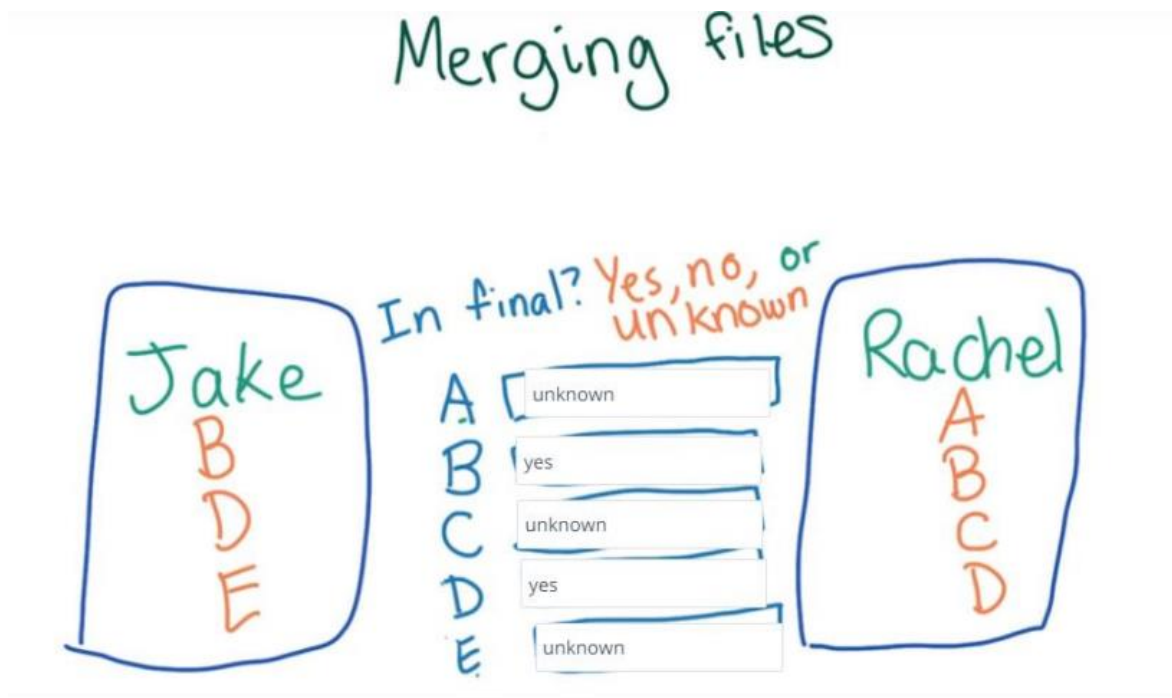 Merging files
In final? Yes, no, or
unknown
Jake
B
D
E
A unknown
B yes
C unknown
D yes
E unknown
Rachel
A
B
C
D